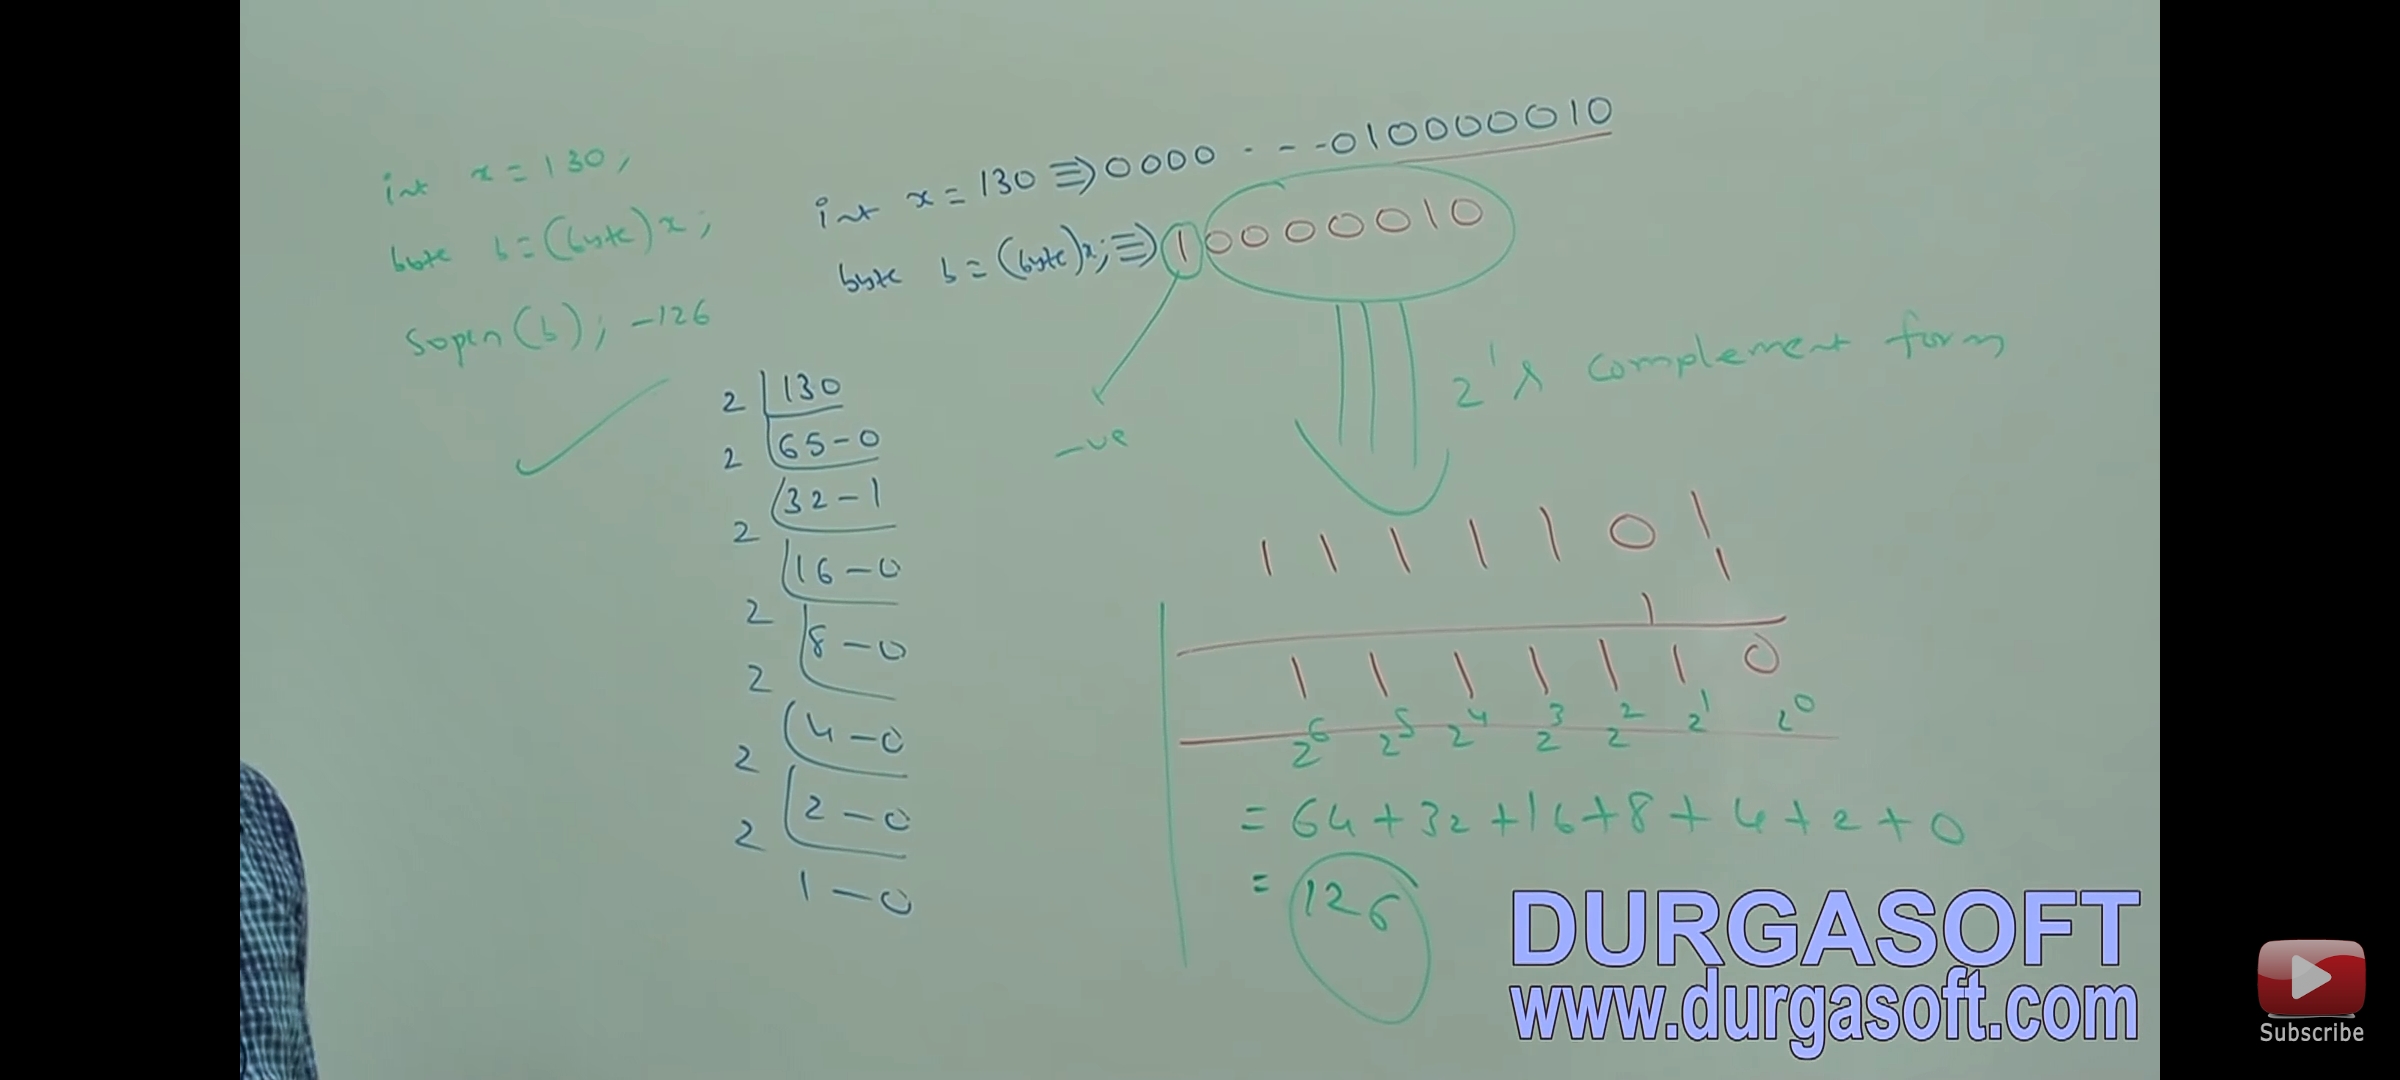 int x = 130;
byte b = (byte)x;
Sopln(b); -126
int x = 130 ⇒ 0000 - - - 010000010
byte b = (byte)x; ⇒ 10000010
-ve
2's complement form
2 130
2 65 - 0
2 32 - 1
2 16 - 0
2 8 - 0
2 4 - 0
2 2 - 0
1 - 0
1 1 1 1 1 0 1
1
1
1 1 1 1 1 1 0
2^6 2^5 2^4 2^3 2^2 2^1 2^0
= 64 + 32 + 16 + 8 + 4 + 2 + 0
= 126
DURGASOFT
www.durgasoft.com
Subscribe